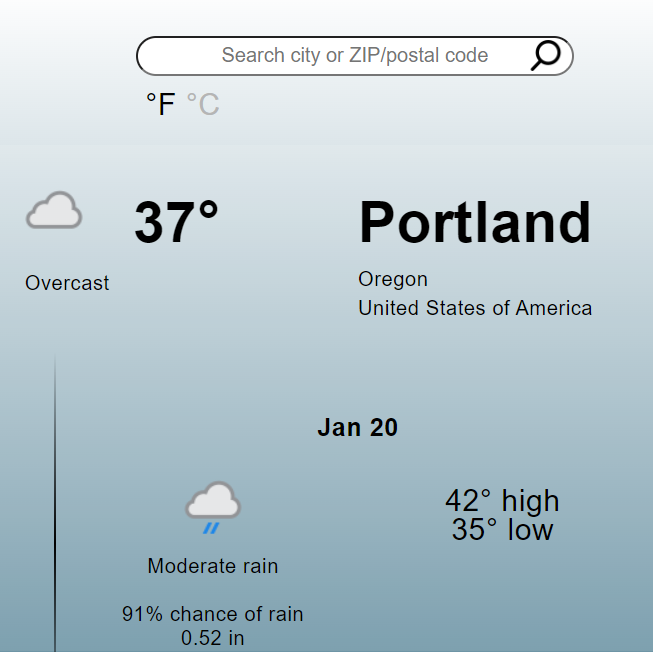 Search city or ZIP/postal code
°F °C
37°
Portland
Overcast
Oregon
United States of America
Jan 20
42° high
35° low
Moderate rain
91% chance of rain
0.52 in